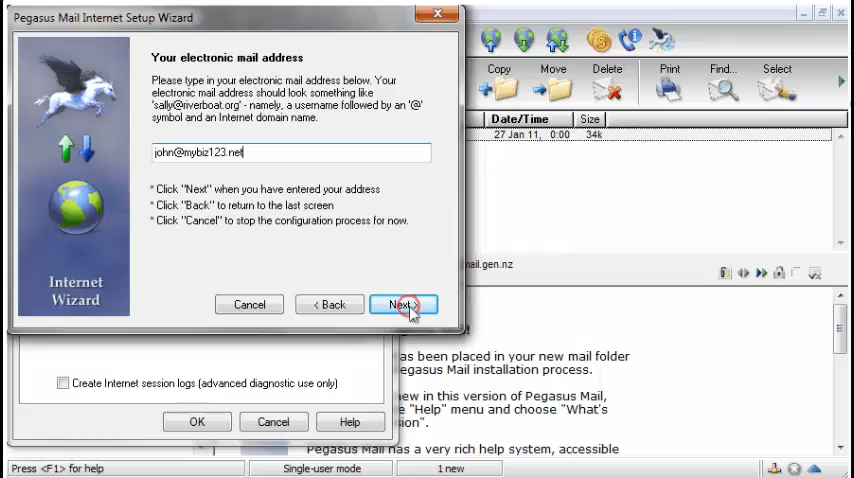 Pegasus Mail Internet Setup Wizard
Your electronic mail address
Please type in your electronic mail address below. Your
electronic mail address should look something like
'sally@riverboat.org' - namely, a username followed by an '@'
symbol and an Internet domain name.
john@mybiz123.net
* Click "Next" when you have entered your address
* Click "Back" to return to the last screen
* Click "Cancel" to stop the configuration process for now.
Internet
Wizard
Cancel
< Back
Next >
Copy
Move
Delete
Print
Find...
Select
Date/Time
Size
27 Jan 11, 0:00
34k
mail.gen.nz
as been placed in your new mail folder
egasus Mail installation process.
new in this version of Pegasus Mail,
e "Help" menu and choose "What's
sion".
Pegasus Mail has a very rich help system, accessible
Create Internet session logs (advanced diagnostic use only)
OK
Cancel
Help
Press <F1> for help
Single-user mode
1 new